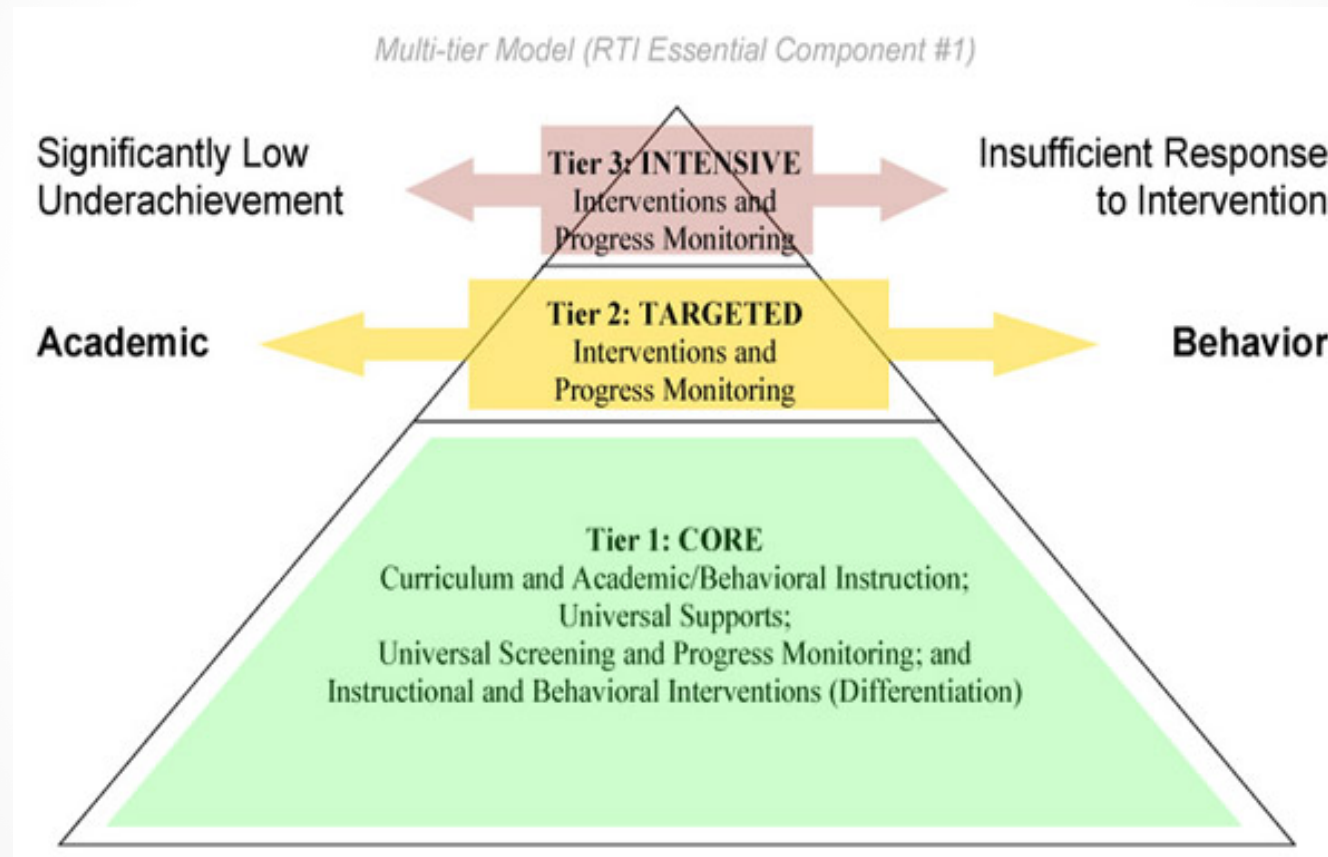 Multi-tier Model (RTI Essential Component #1)
Significantly Low
Underachievement
Tier 3: INTENSIVE
Interventions and
Progress Monitoring
Insufficient Response
to Intervention
Academic
Tier 2: TARGETED
Interventions and
Progress Monitoring
Behavior
Tier 1: CORE
Curriculum and Academic/Behavioral Instruction;
Universal Supports;
Universal Screening and Progress Monitoring; and
Instructional and Behavioral Interventions (Differentiation)